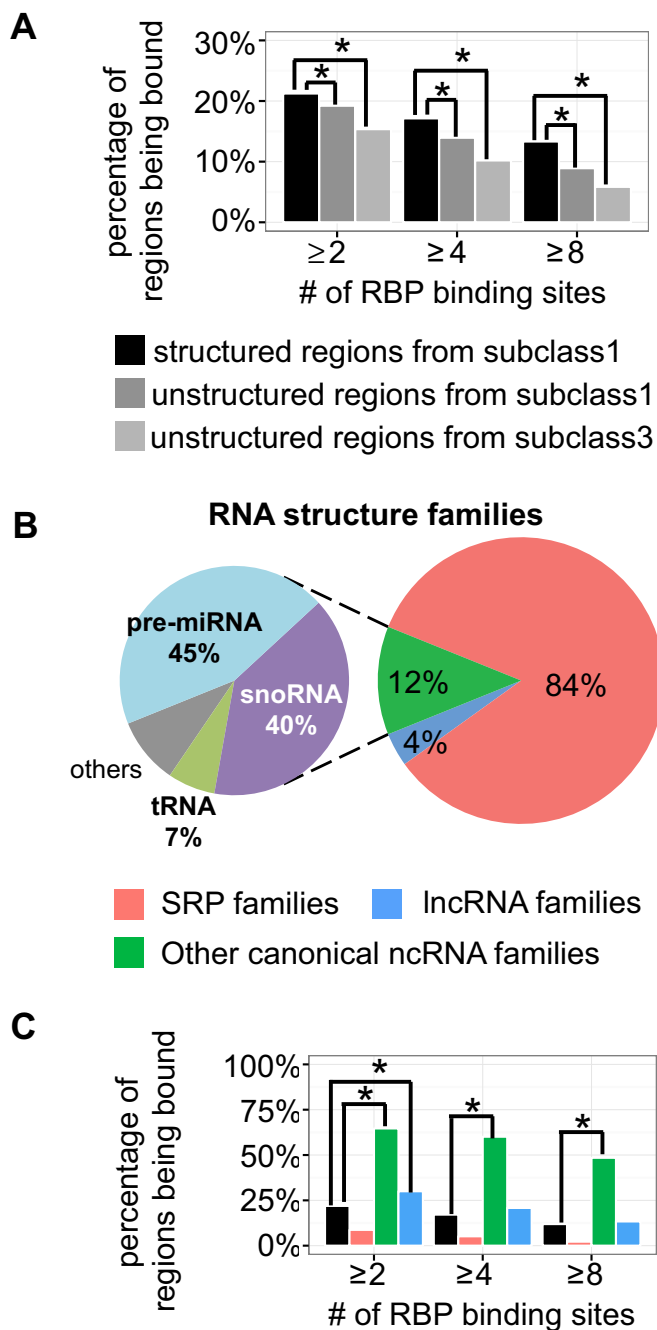 A
percentage of
regions being bound
30%
20%
10%
0%
* * * * * *
≥2 ≥4 ≥8
# of RBP binding sites
structured regions from subclass1
unstructured regions from subclass1
unstructured regions from subclass3
B
RNA structure families
pre-miRNA
45%
snoRNA
40%
others
tRNA
7%
12%
84%
4%
SRP families
lncRNA families
Other canonical ncRNA families
C
percentage of
regions being bound
100%
75%
50%
25%
0%
* * * *
≥2 ≥4 ≥8
# of RBP binding sites